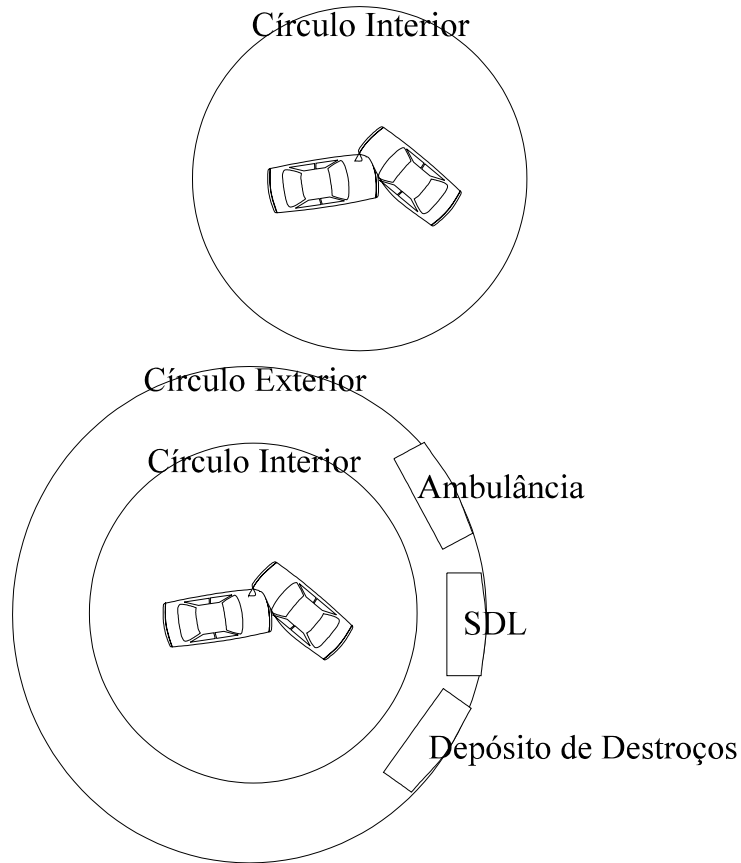 Círculo Interior
Círculo Exterior
Círculo Interior
Ambulância
SDL
Depósito de Destroços